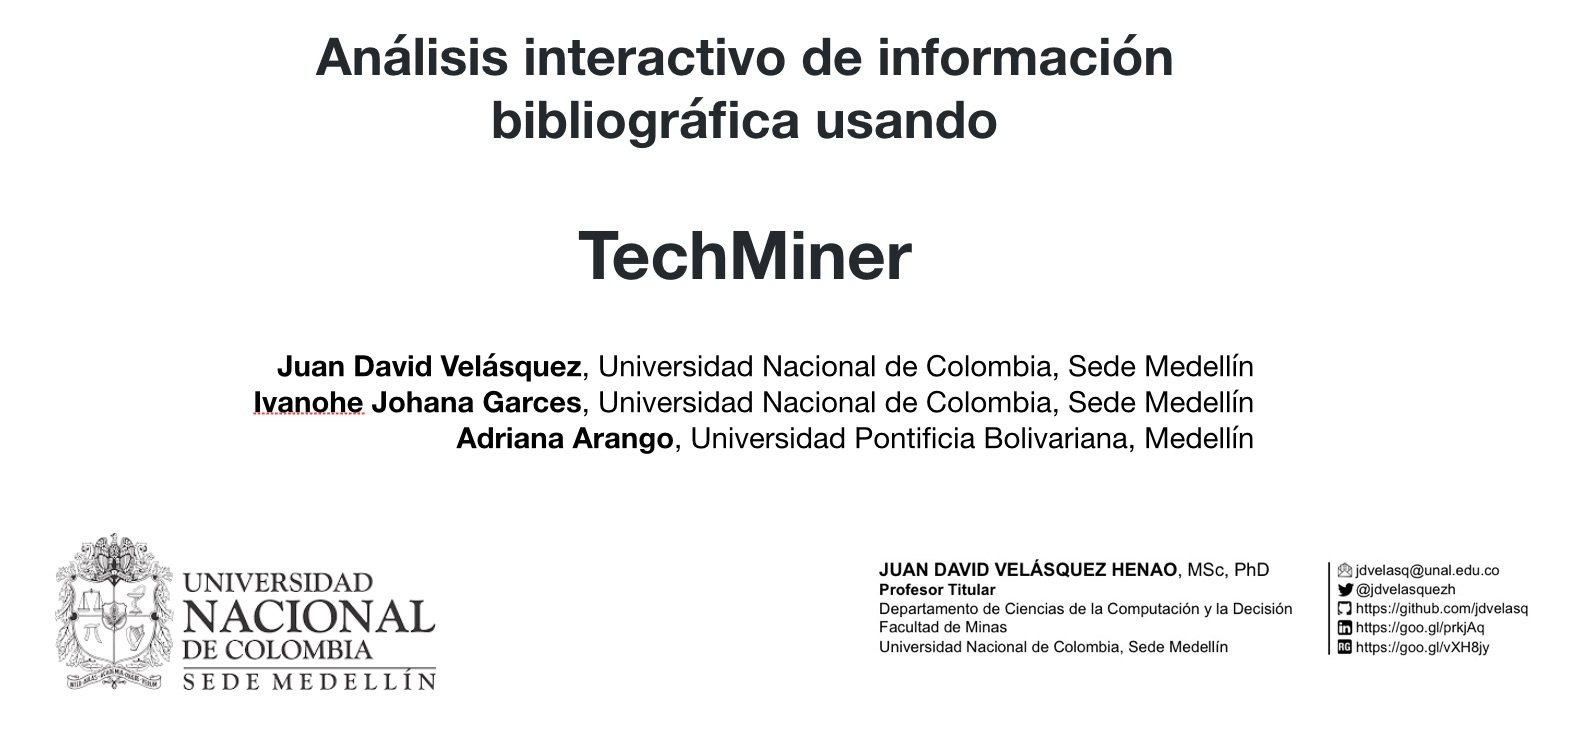 Análisis interactivo de información
bibliográfica usando
TechMiner
Juan David Velásquez, Universidad Nacional de Colombia, Sede Medellín
Ivanohe Johana Garces, Universidad Nacional de Colombia, Sede Medellín
Adriana Arango, Universidad Pontificia Bolivariana, Medellín
UNIVERSIDAD
NACIONAL
DE COLOMBIA
SEDE MEDELLÍN
JUAN DAVID VELÁSQUEZ HENAO, MSc, PhD
Profesor Titular
Departamento de Ciencias de la Computación y la Decisión
Facultad de Minas
Universidad Nacional de Colombia, Sede Medellín
jdvelasq@unal.edu.co
@jdvelasquezh
https://github.com/jdvelasq
in https://goo.gl/prkjAq
RG https://goo.gl/vXH8jy